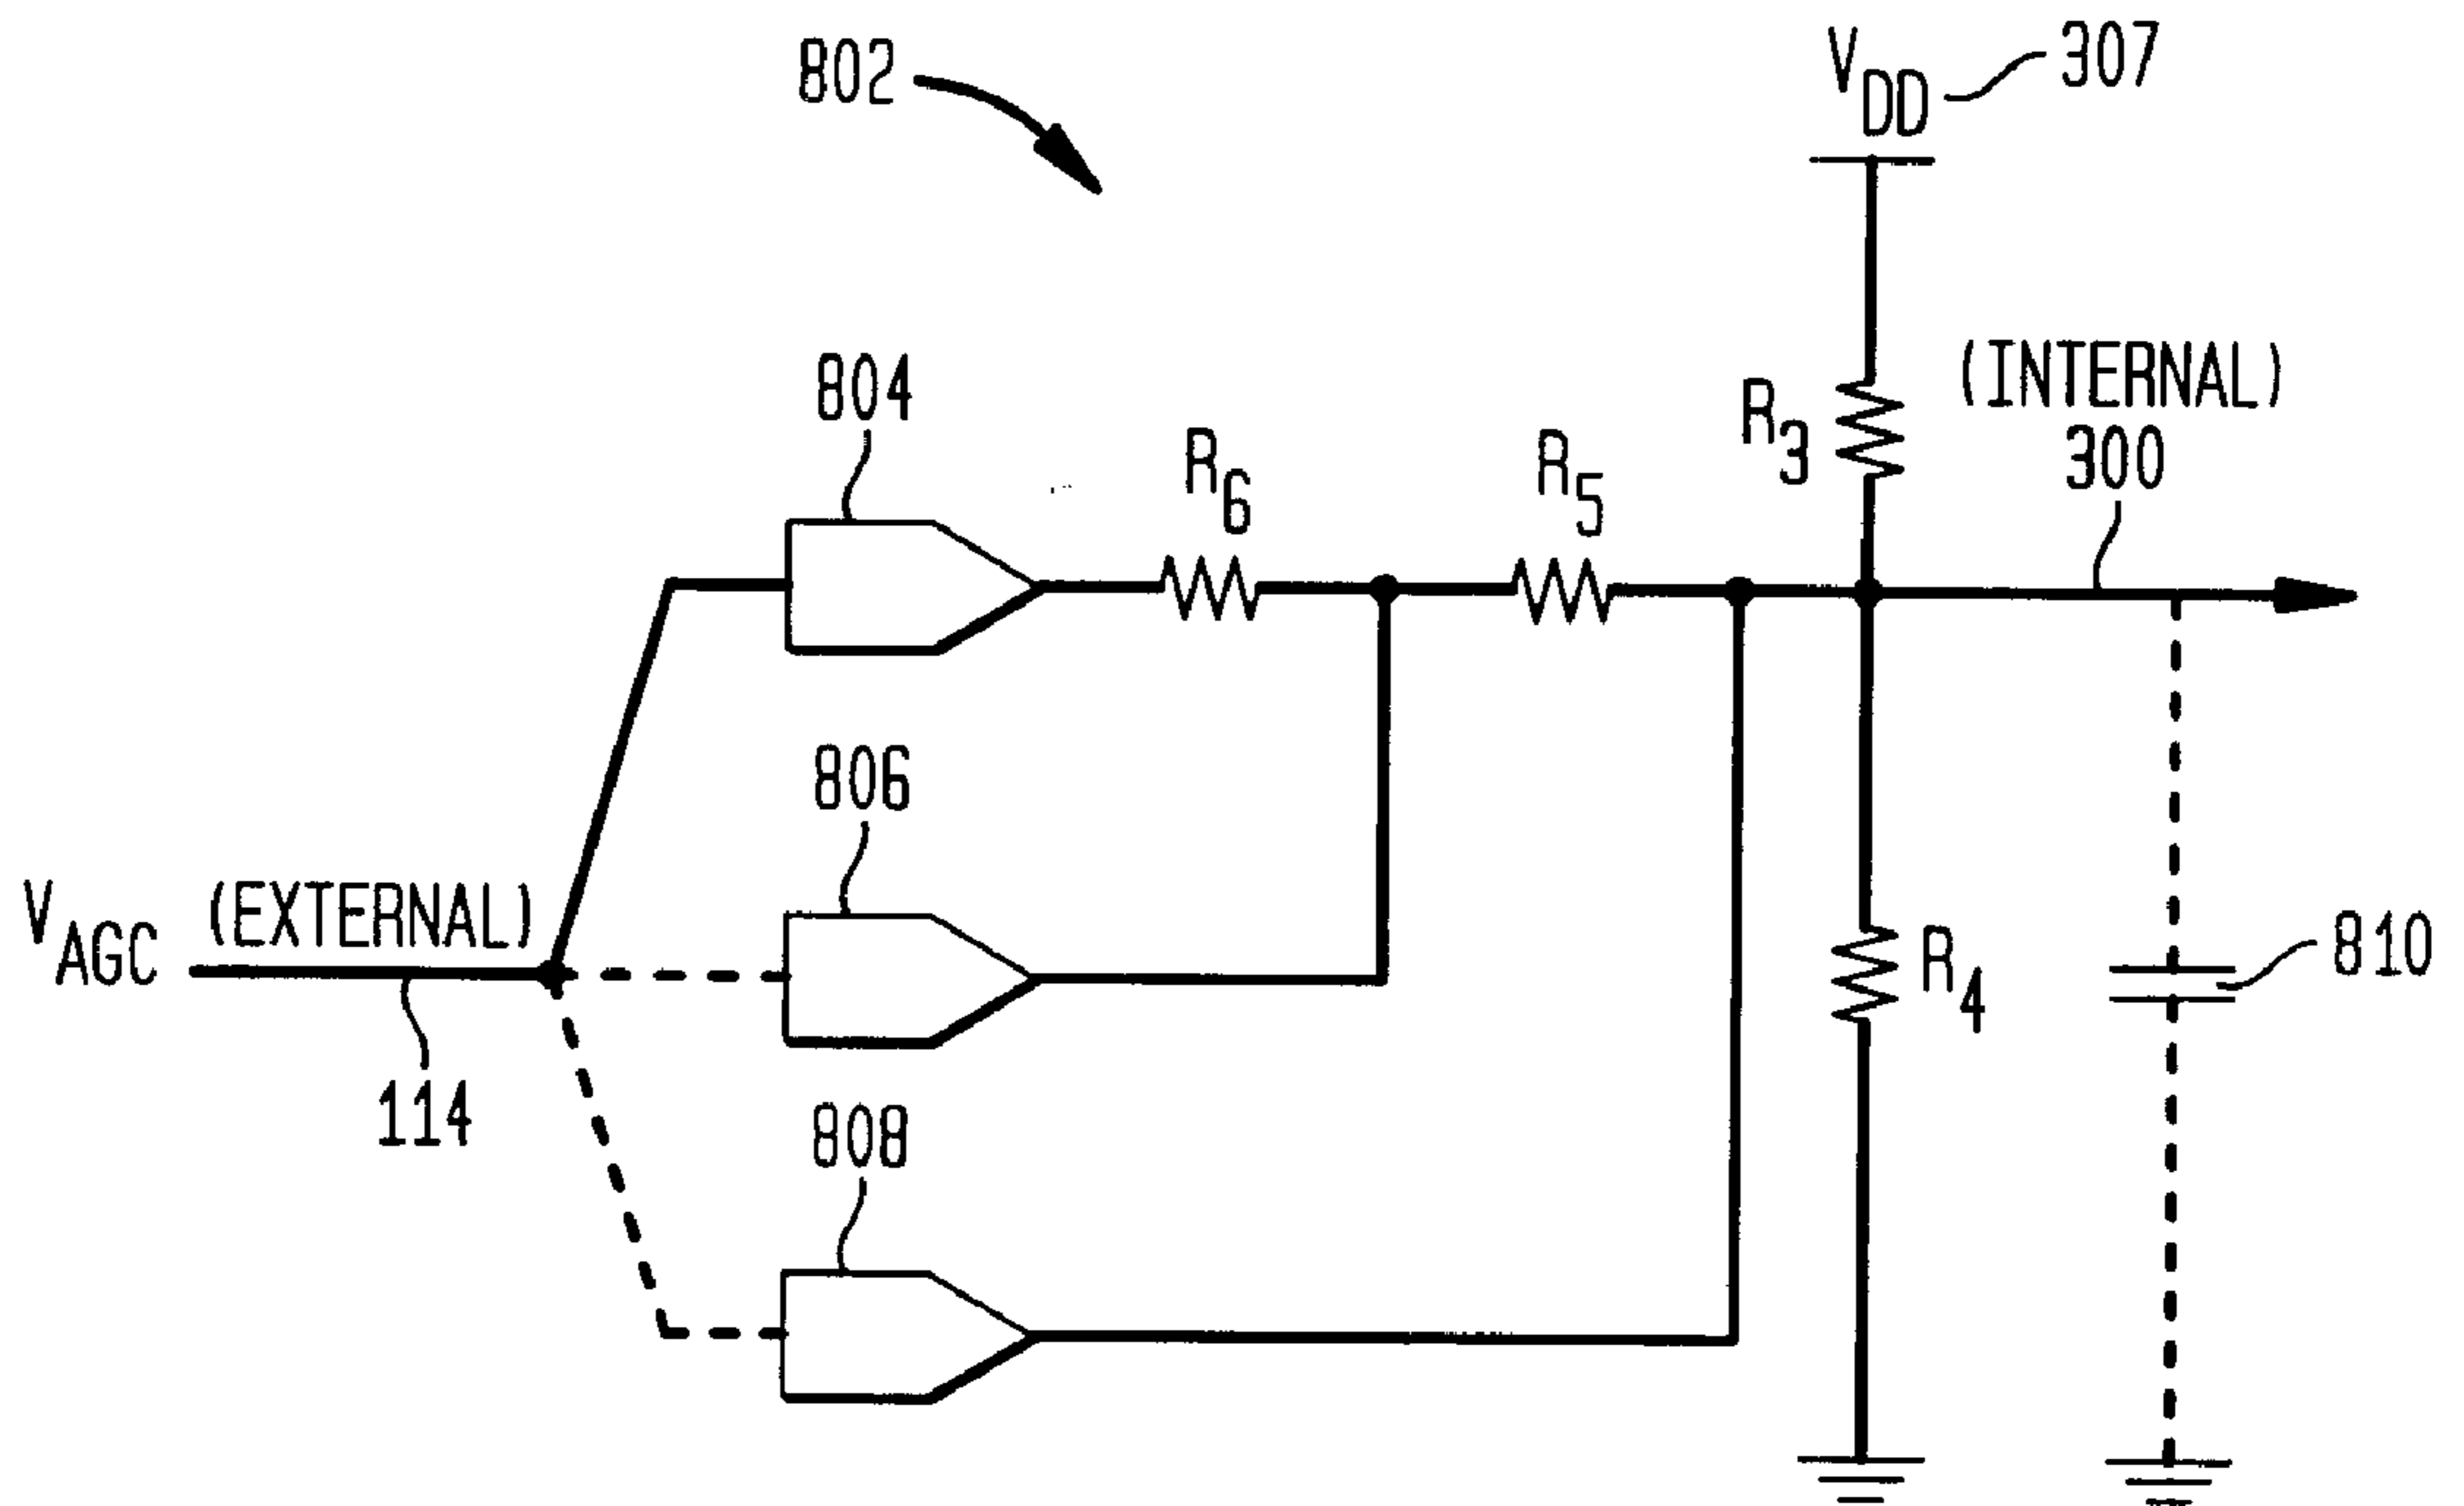 802
V_DD 307
804
R_6
R_5
R_3
(INTERNAL)
300
806
V_AGC (EXTERNAL)
114
R_4
810
808